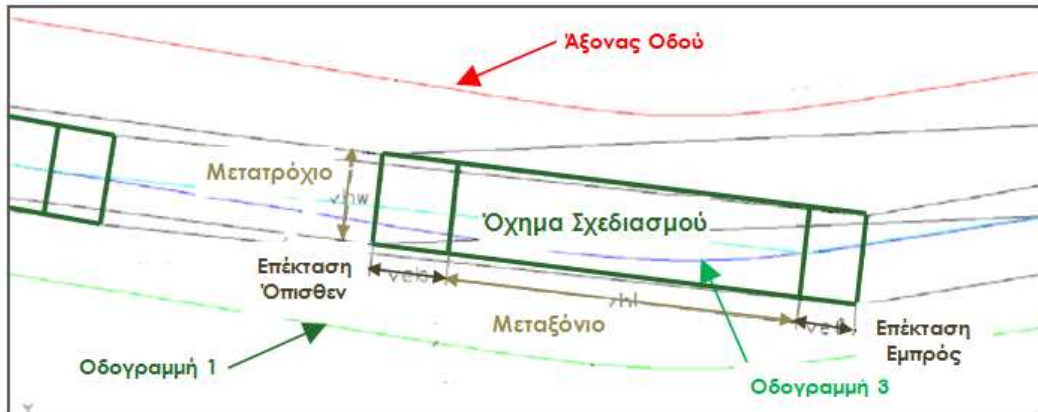 Άξονας Οδού
Μετατρόχιο
Όχημα Σχεδιασμού
Επέκταση
Όπισθεν
Μεταξόνιο
Επέκταση
Εμπρός
Οδογραμμή 1
Οδογραμμή 3